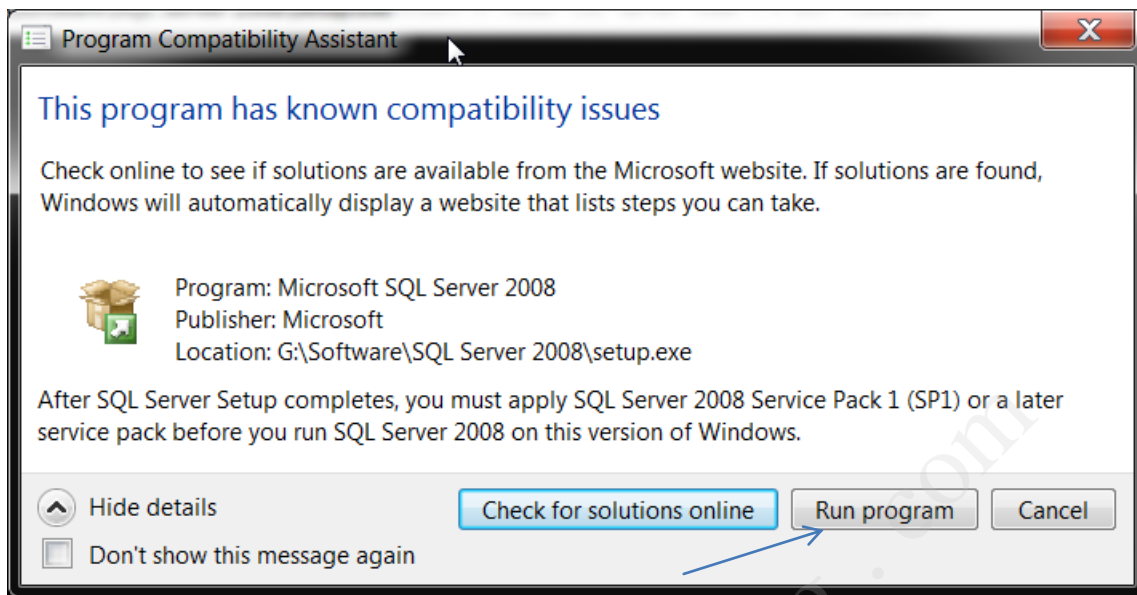 Program Compatibility Assistant
This program has known compatibility issues
Check online to see if solutions are available from the Microsoft website. If solutions are found,
Windows will automatically display a website that lists steps you can take.
Program: Microsoft SQL Server 2008
Publisher: Microsoft
Location: G:\Software\SQL Server 2008\setup.exe
After SQL Server Setup completes, you must apply SQL Server 2008 Service Pack 1 (SP1) or a later
service pack before you run SQL Server 2008 on this version of Windows.
Hide details
Check for solutions online
Run program
Cancel
Don't show this message again
. com